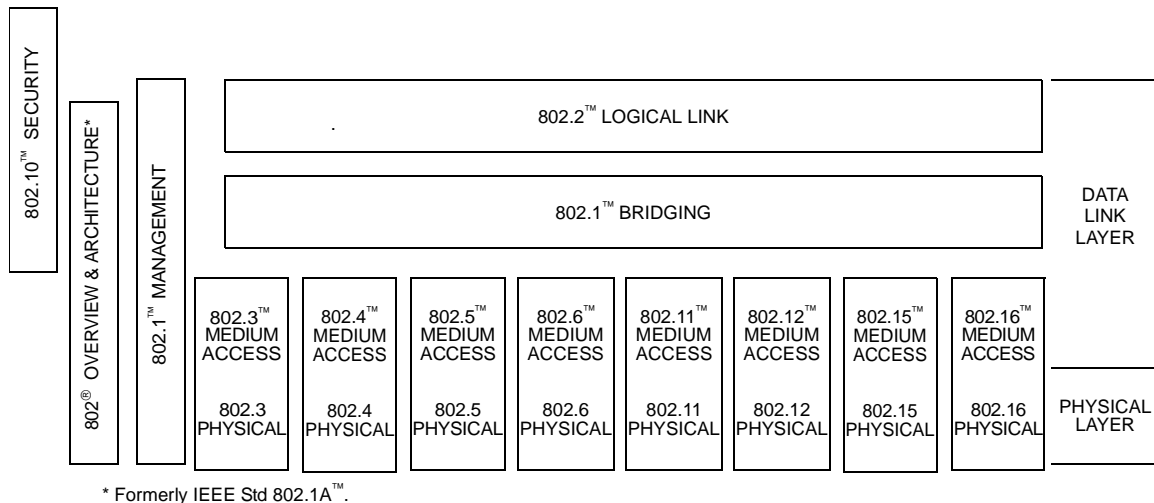 802.10™ SECURITY
802® OVERVIEW & ARCHITECTURE*
802.1™ MANAGEMENT
802.2™ LOGICAL LINK
802.1™ BRIDGING
DATA
LINK
LAYER
802.3™
MEDIUM
ACCESS
802.3
PHYSICAL
802.4™
MEDIUM
ACCESS
802.4
PHYSICAL
802.5™
MEDIUM
ACCESS
802.5
PHYSICAL
802.6™
MEDIUM
ACCESS
802.6
PHYSICAL
802.11™
MEDIUM
ACCESS
802.11
PHYSICAL
802.12™
MEDIUM
ACCESS
802.12
PHYSICAL
802.15™
MEDIUM
ACCESS
802.15
PHYSICAL
802.16™
MEDIUM
ACCESS
802.16
PHYSICAL
PHYSICAL
LAYER
* Formerly IEEE Std 802.1A™.